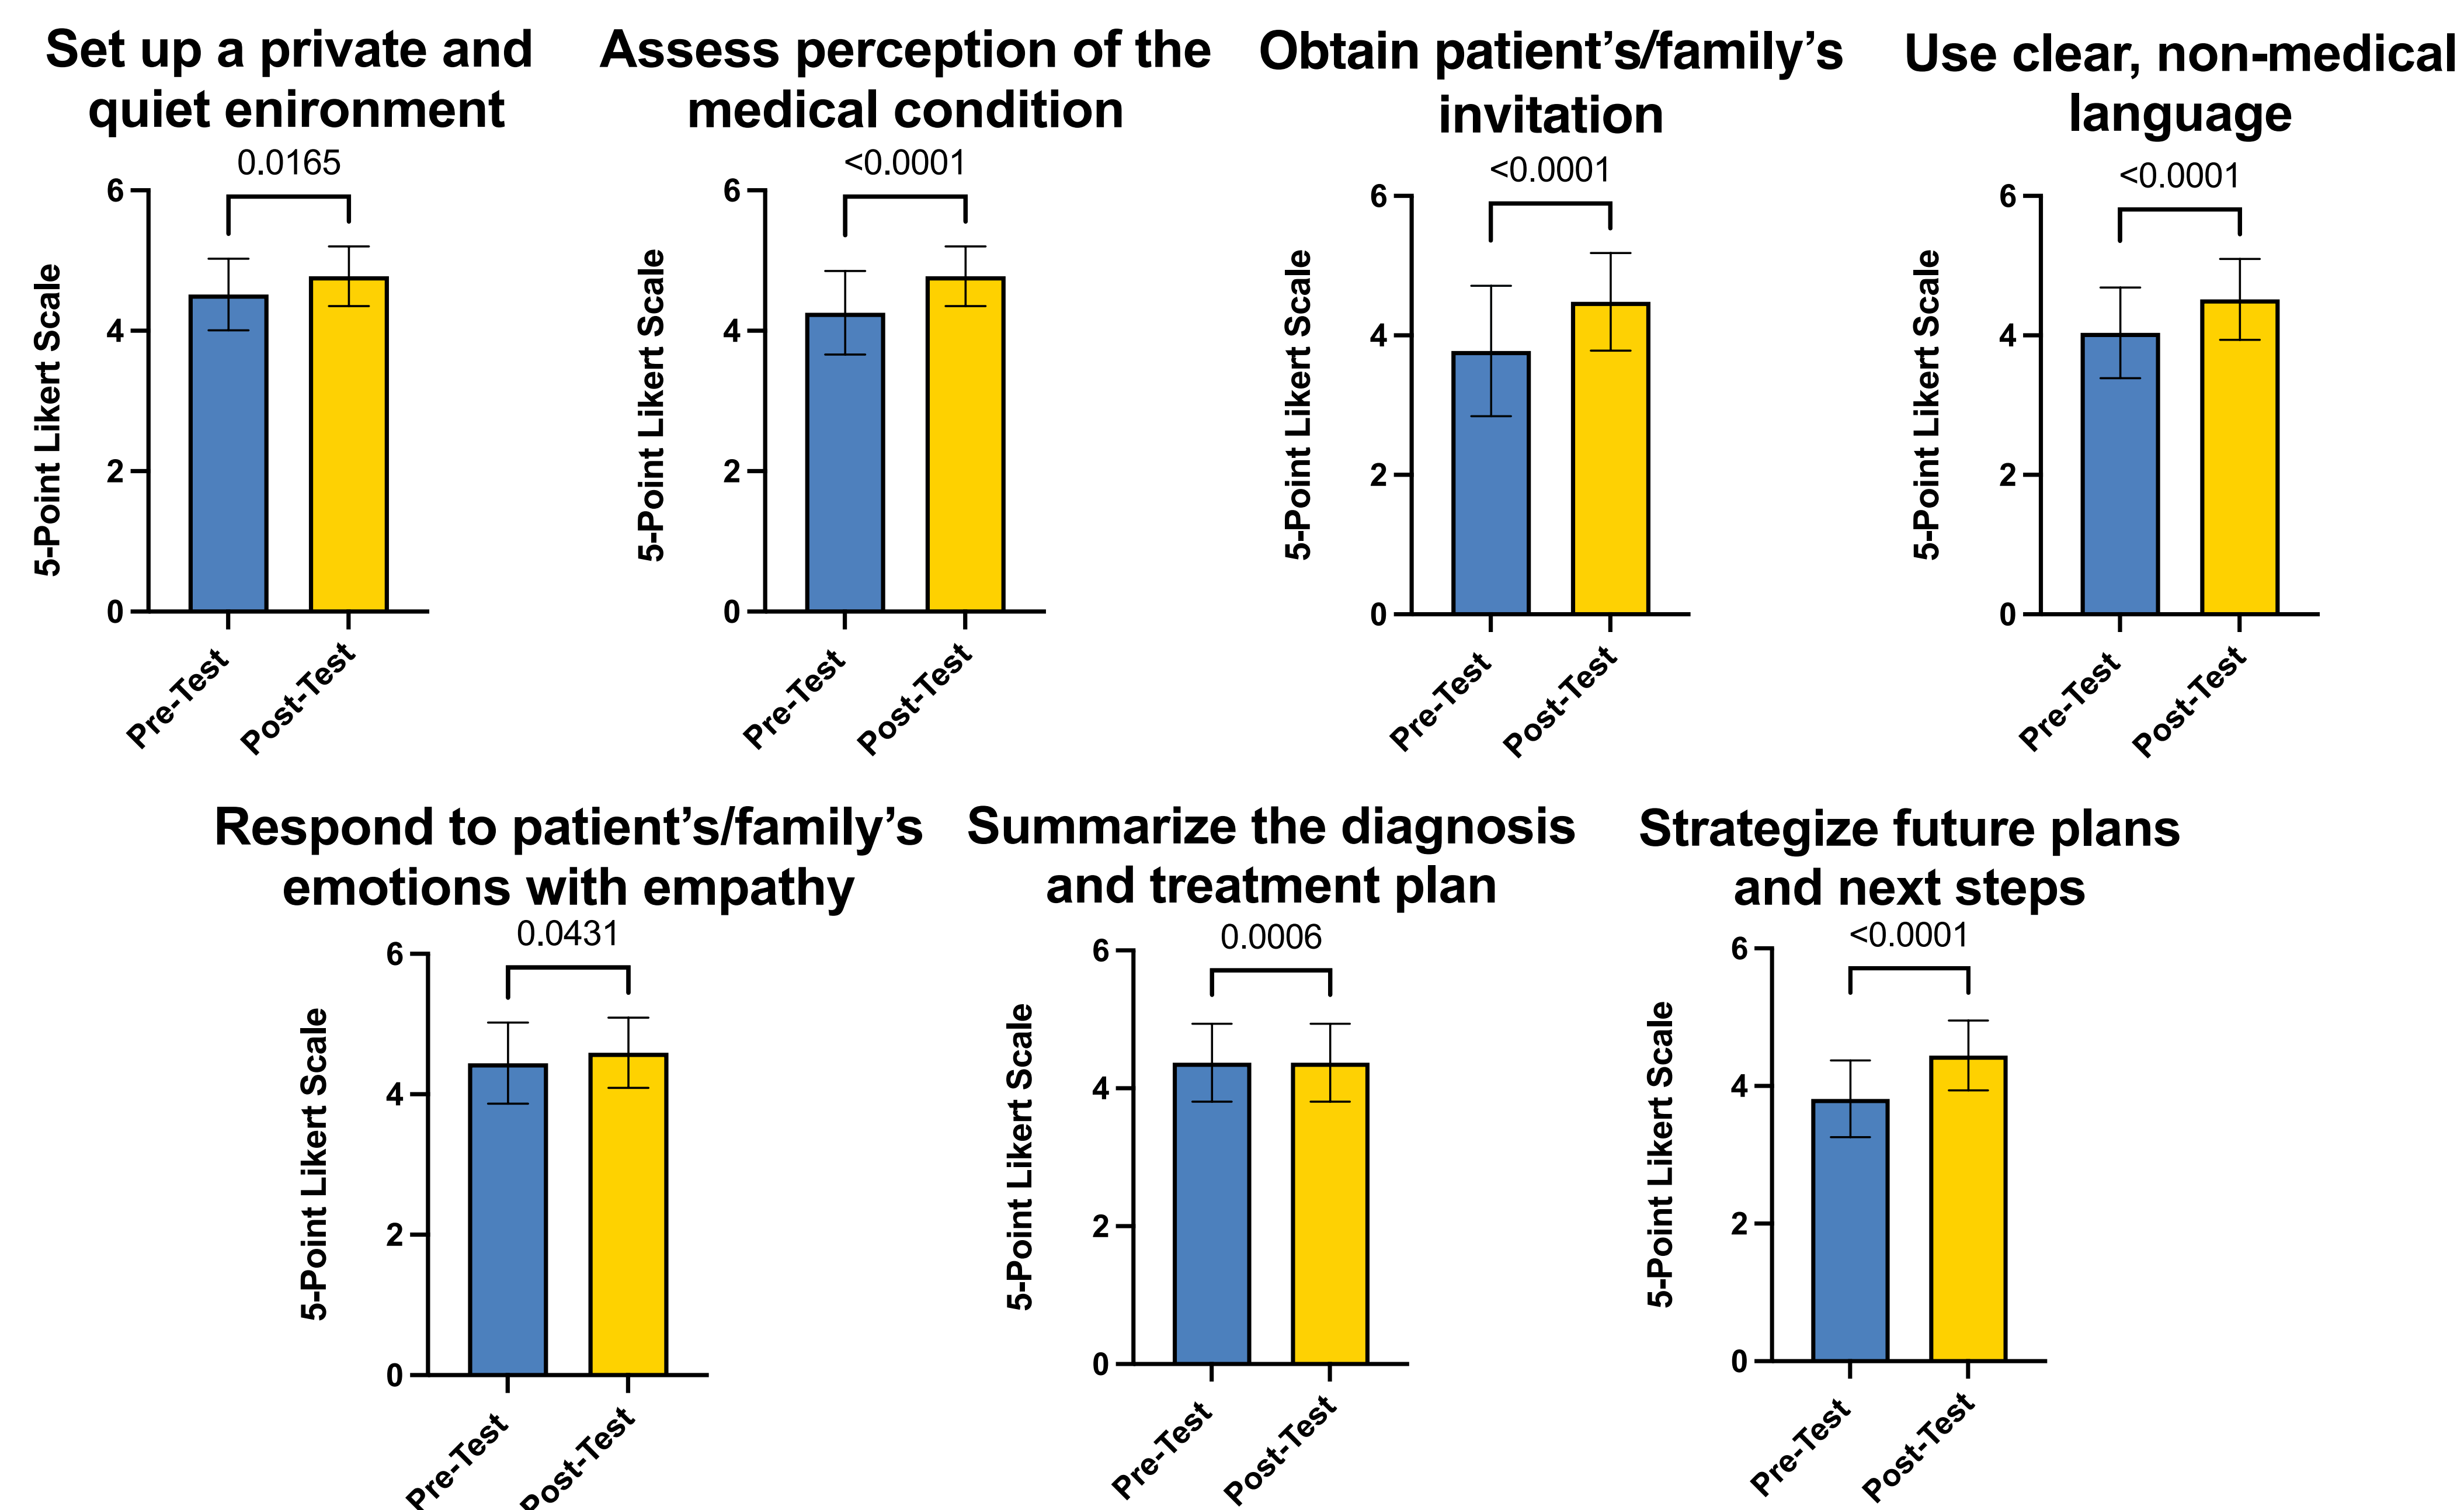 Set up a private and
quiet enironment
0.0165
6
4
2
0
5-Point Likert Scale
Pre-Test
Post-Test
Assess perception of the
medical condition
<0.0001
6
4
2
0
5-Point Likert Scale
Pre-Test
Post-Test
Obtain patient’s/family’s
invitation
<0.0001
6
4
2
0
5-Point Likert Scale
Pre-Test
Post-Test
Use clear, non-medical
language
<0.0001
6
4
2
0
5-Point Likert Scale
Pre-Test
Post-Test
Respond to patient’s/family’s
emotions with empathy
0.0431
6
4
2
0
5-Point Likert Scale
Pre-Test
Post-Test
Summarize the diagnosis
and treatment plan
0.0006
6
4
2
0
5-Point Likert Scale
Pre-Test
Post-Test
Strategize future plans
and next steps
<0.0001
6
4
2
0
5-Point Likert Scale
Pre-Test
Post-Test